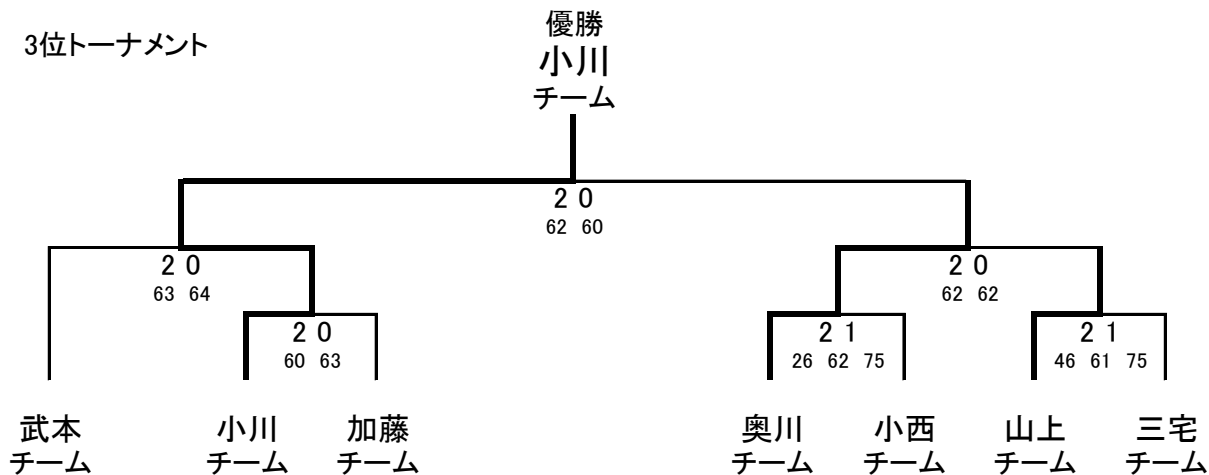 3位トーナメント
優勝
小川
チーム
2 0
62 60
2 0
63 64
2 0
62 62
2 0
60 63
2 1
26 62 75
2 1
46 61 75
武本
チーム
小川
チーム
加藤
チーム
奥川
チーム
小西
チーム
山上
チーム
三宅
チーム